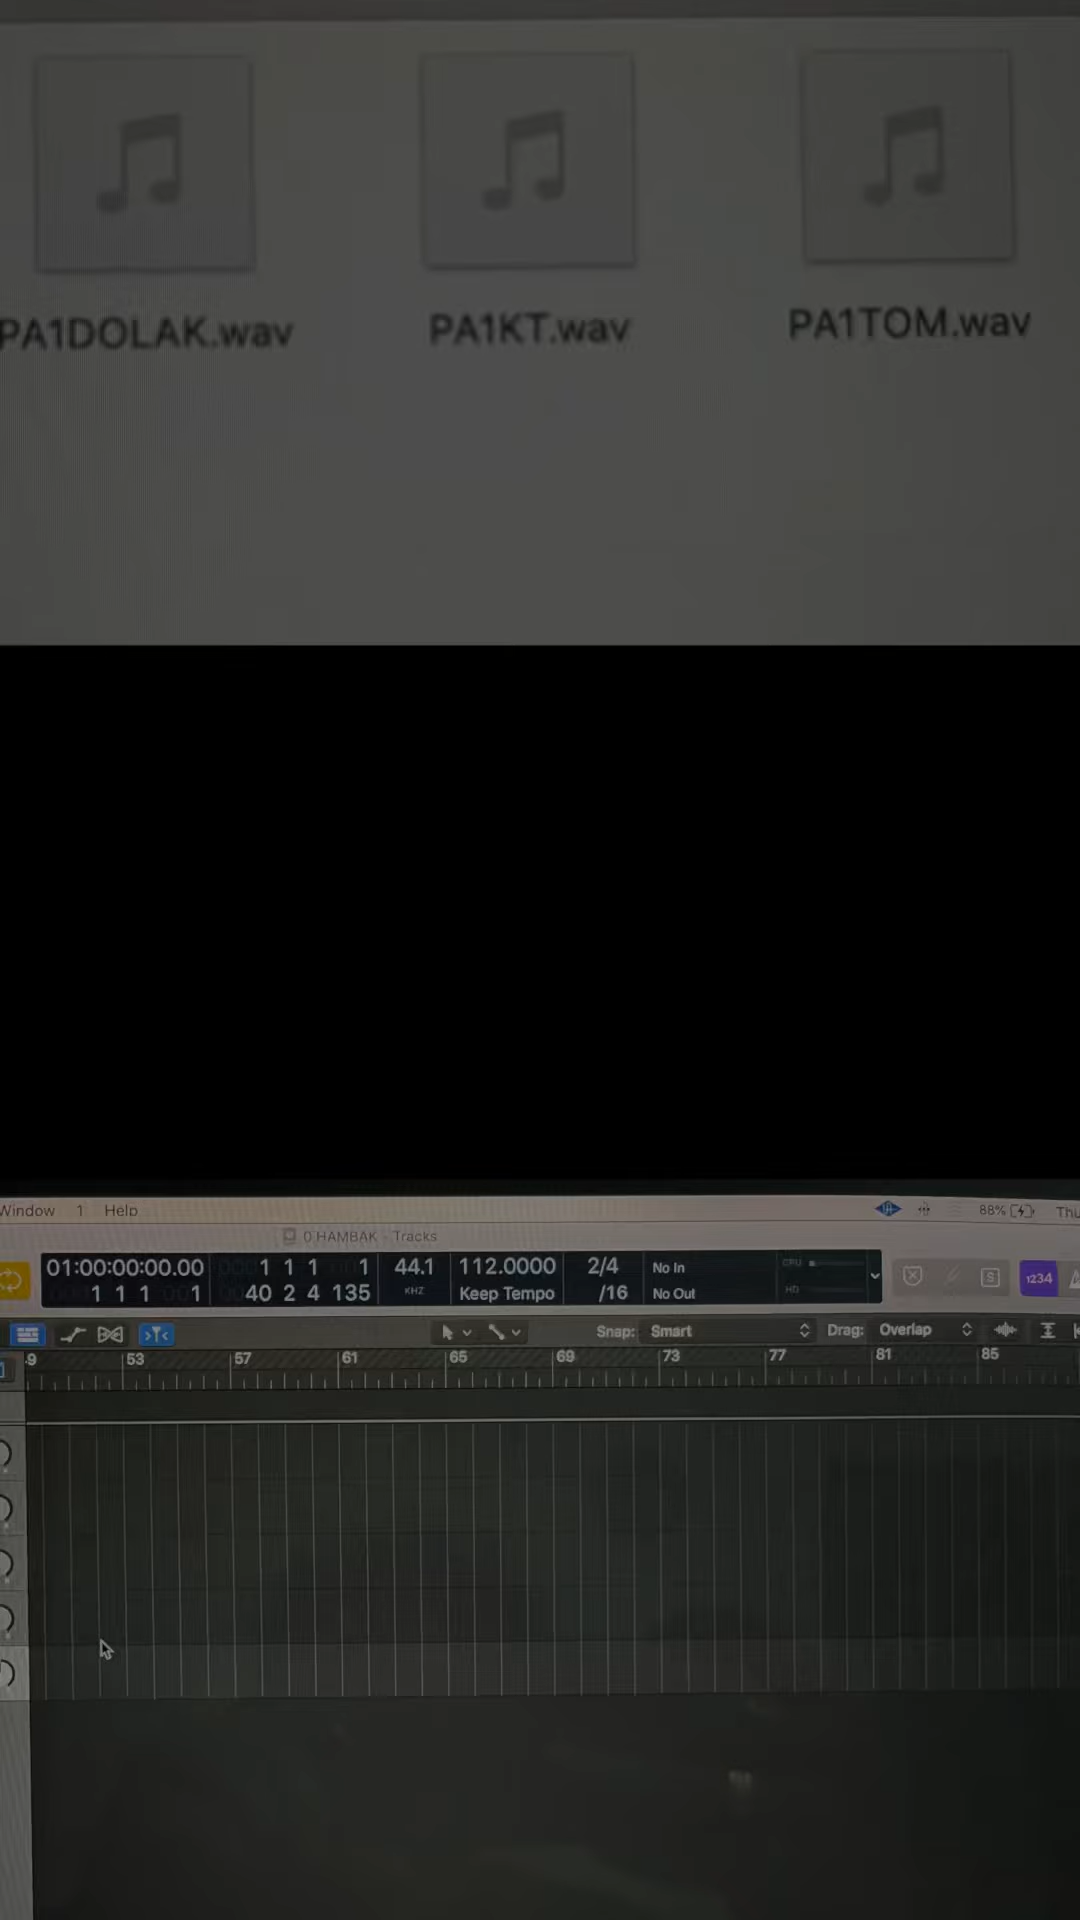 PA1DOLAK.wav PA1KT.wav PA1TOM.wav
Window 1 Help 88%
0 HAMBAK - Tracks
01:00:00:00.00 1 1 1 1 44.1 112.0000 2/4 No In CPU
1 1 1 1 40 2 4 135 KHZ Keep Tempo /16 No Out HD
S 1234
Snap: Smart Drag: Overlap
53 57 61 65 69 73 77 81 85